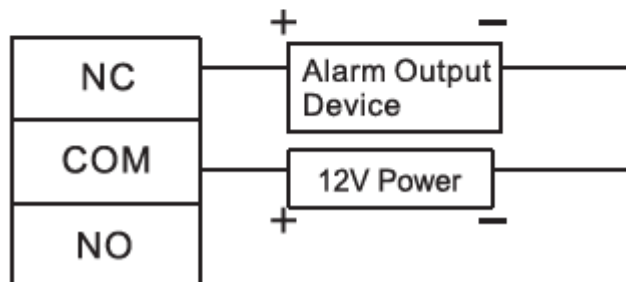 + −
NC
Alarm Output
Device
COM
12V Power
+ −
NO